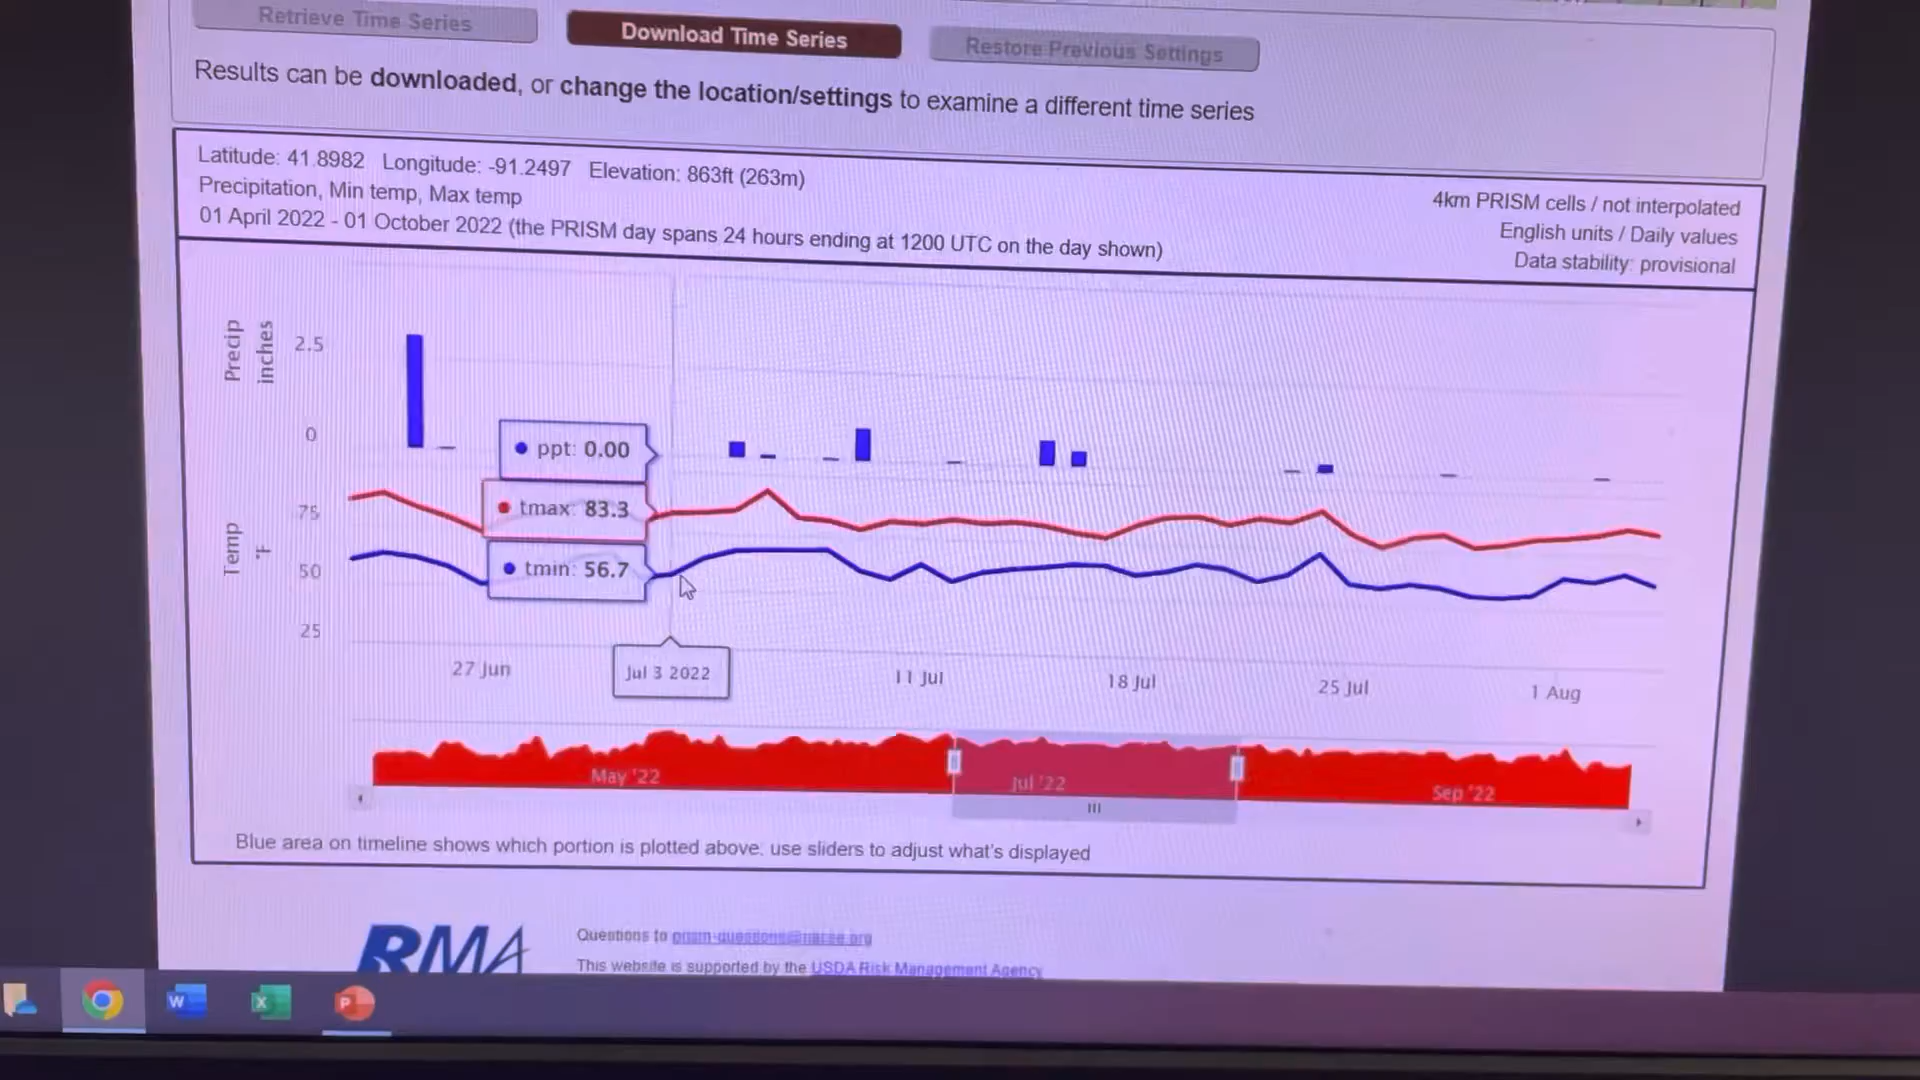 Retrieve Time Series
Download Time Series
Restore Previous Settings
Results can be downloaded, or change the location/settings to examine a different time series
Latitude: 41.8982 Longitude: -91.2497 Elevation: 863ft (263m)
Precipitation, Min temp, Max temp
01 April 2022 - 01 October 2022 (the PRISM day spans 24 hours ending at 1200 UTC on the day shown)
4km PRISM cells / not interpolated
English units / Daily values
Data stability: provisional
Precip
inches
2.5
0
ppt: 0.00
tmax: 83.3
tmin: 56.7
Temp
°F
75
50
25
27 Jun
Jul 3 2022
11 Jul
18 Jul
25 Jul
1 Aug
May '22
Jul '22
Sep '22
Blue area on timeline shows which portion is plotted above; use sliders to adjust what's displayed
RMA
Questions to
This website is supported by the USDA Risk Management Agency
W
X
P